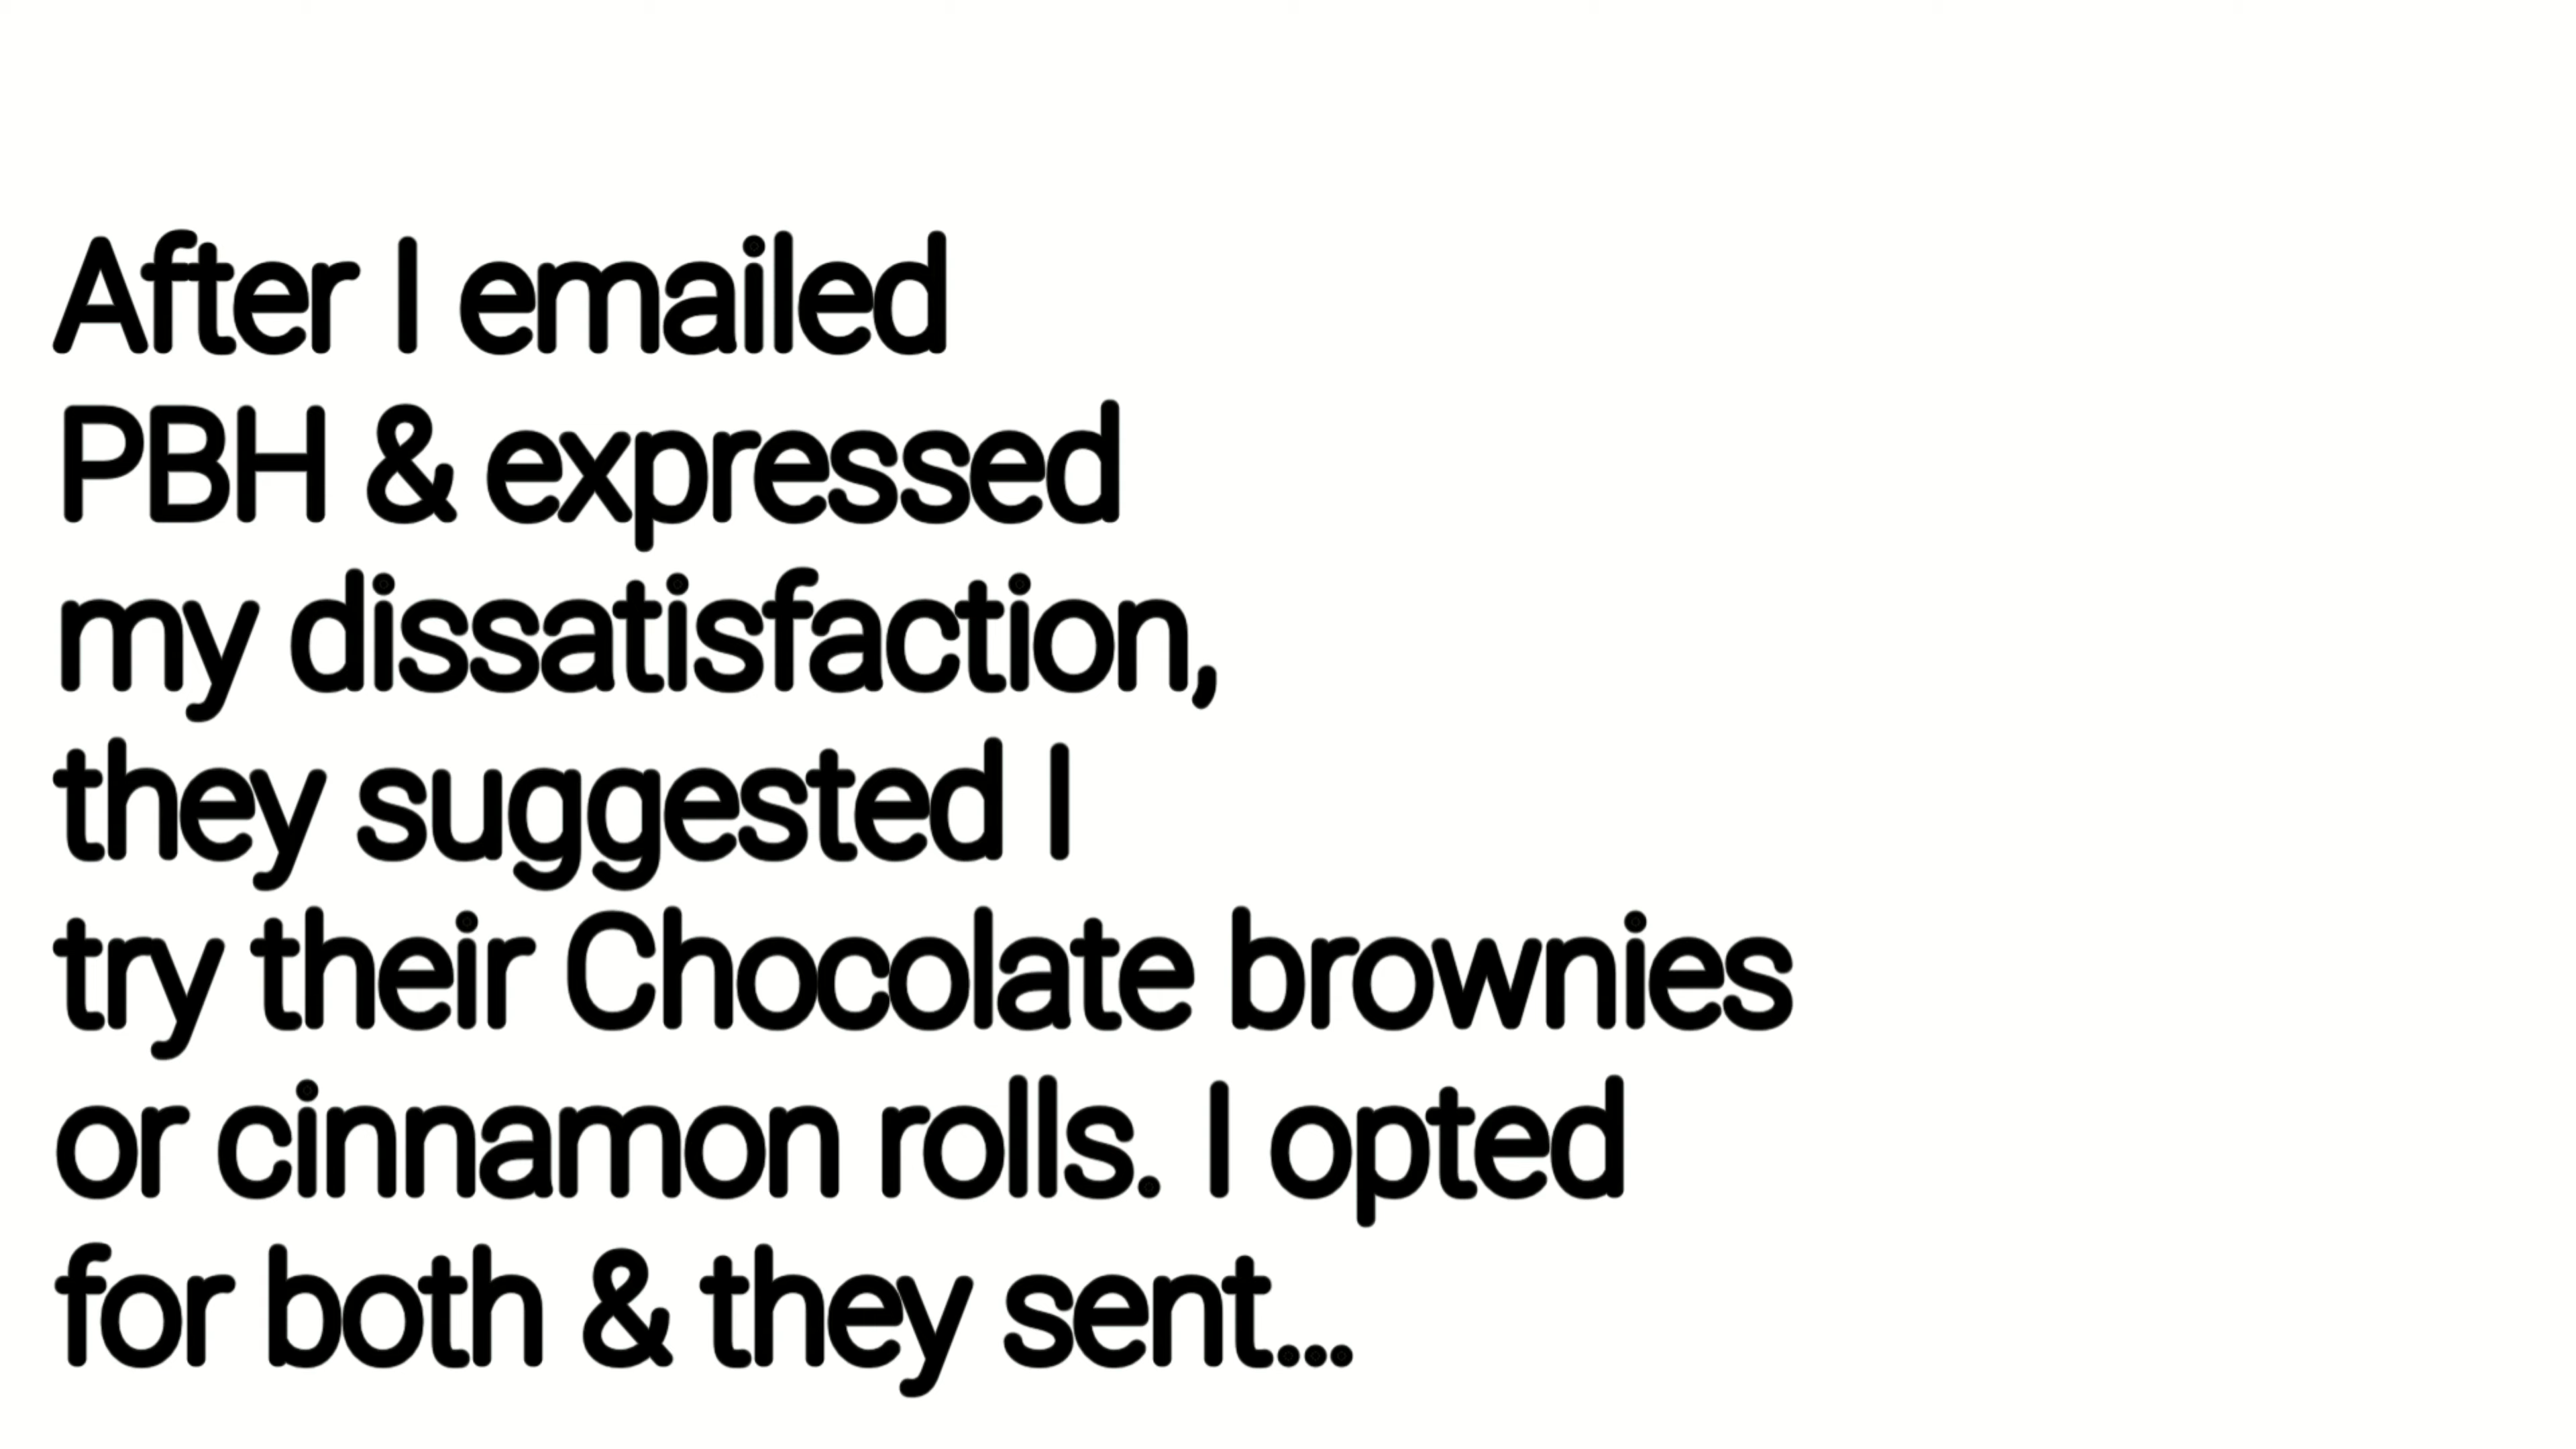 After I emailed
PBH & expressed
my dissatisfaction,
they suggested I
try their Chocolate brownies
or cinnamon rolls. I opted
for both & they sent...